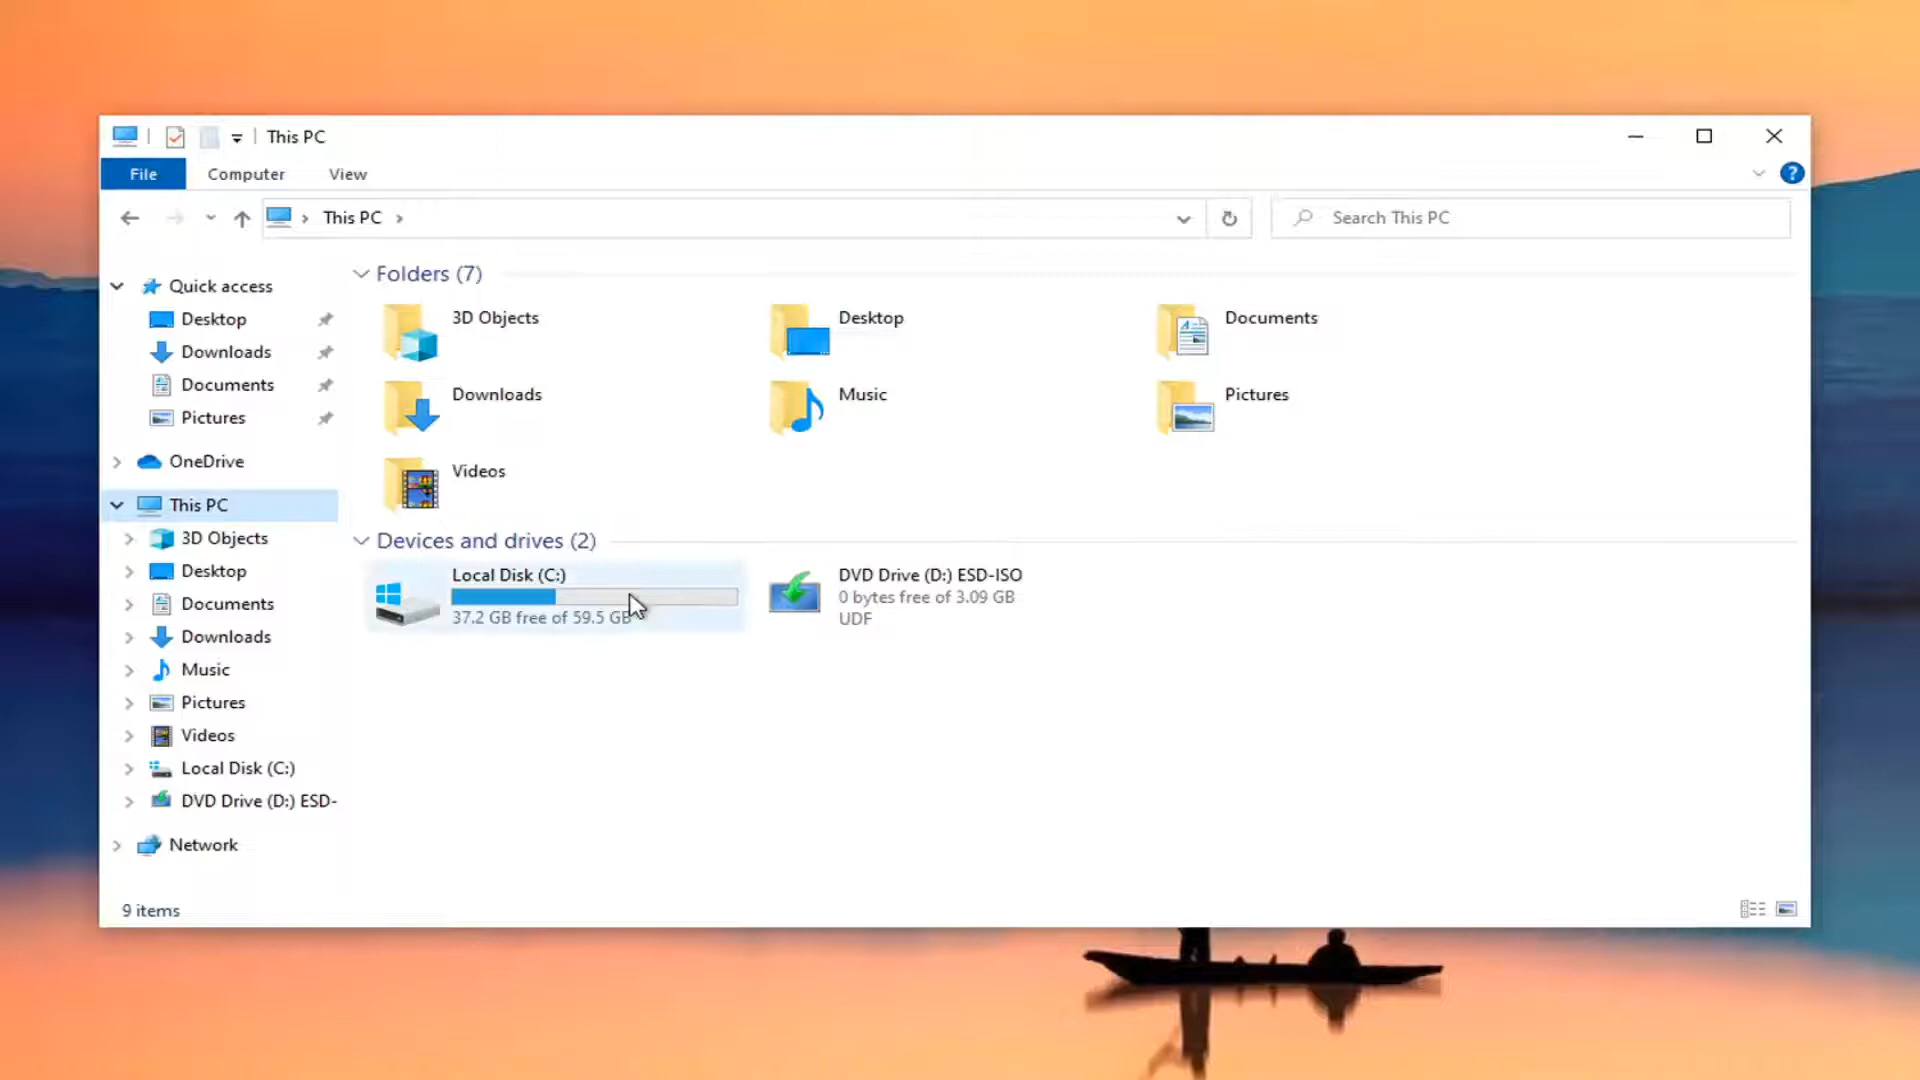 This PC
File Computer View ?
This PC
Search This PC
Quick access
Desktop
Downloads
Documents
Pictures
OneDrive
This PC
3D Objects
Desktop
Documents
Downloads
Music
Pictures
Videos
Local Disk (C:)
DVD Drive (D:) ESD-
Network
Folders (7)
3D Objects
Desktop
Documents
Downloads
Music
Pictures
Videos
Devices and drives (2)
Local Disk (C:)
37.2 GB free of 59.5 GB
DVD Drive (D:) ESD-ISO
0 bytes free of 3.09 GB
UDF
9 items